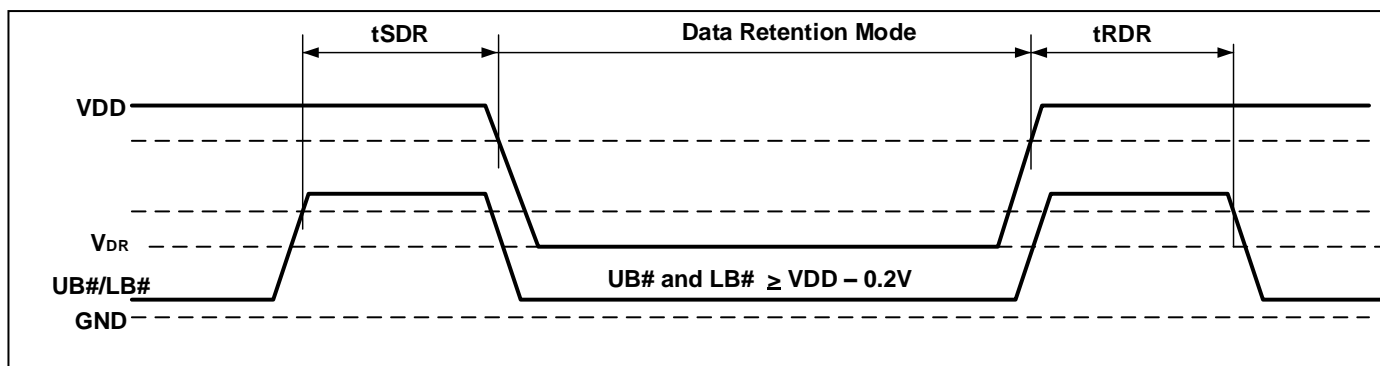 tSDR Data Retention Mode tRDR
VDD
VDR
UB#/LB# UB# and LB# ≥ VDD – 0.2V
GND